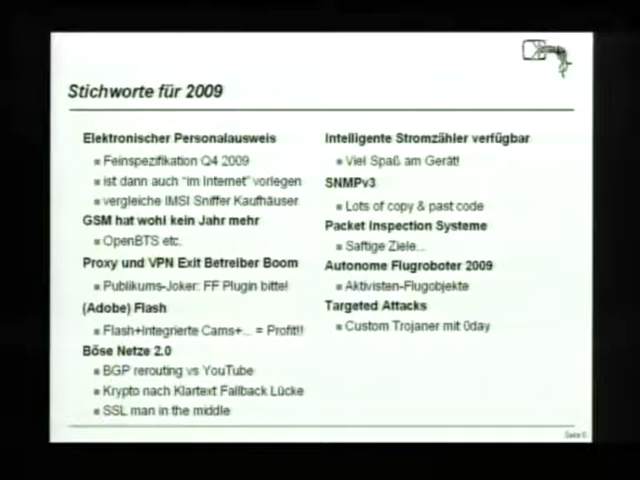 Stichworte für 2009
Elektronischer Personalausweis
Feinspezifikation Q4 2009
ist dann auch "im Internet" vorlegen
vergleiche IMSI Sniffer Kaufhäuser
GSM hat wohl kein Jahr mehr
OpenBTS etc.
Proxy und VPN Exit Betreiber Boom
Publikums-Joker: FF Plugin bitte!
(Adobe) Flash
Flash+Integrierte Cams+... = Profit!!
Böse Netze 2.0
BGP rerouting vs YouTube
Krypto nach Klartext Fallback Lücke
SSL man in the middle
Intelligente Stromzähler verfügbar
Viel Spaß am Gerät!
SNMPv3
Lots of copy & past code
Packet Inspection Systeme
Saftige Ziele...
Autonome Flugroboter 2009
Aktivisten-Flugobjekte
Targeted Attacks
Custom Trojaner mit 0day
Seite